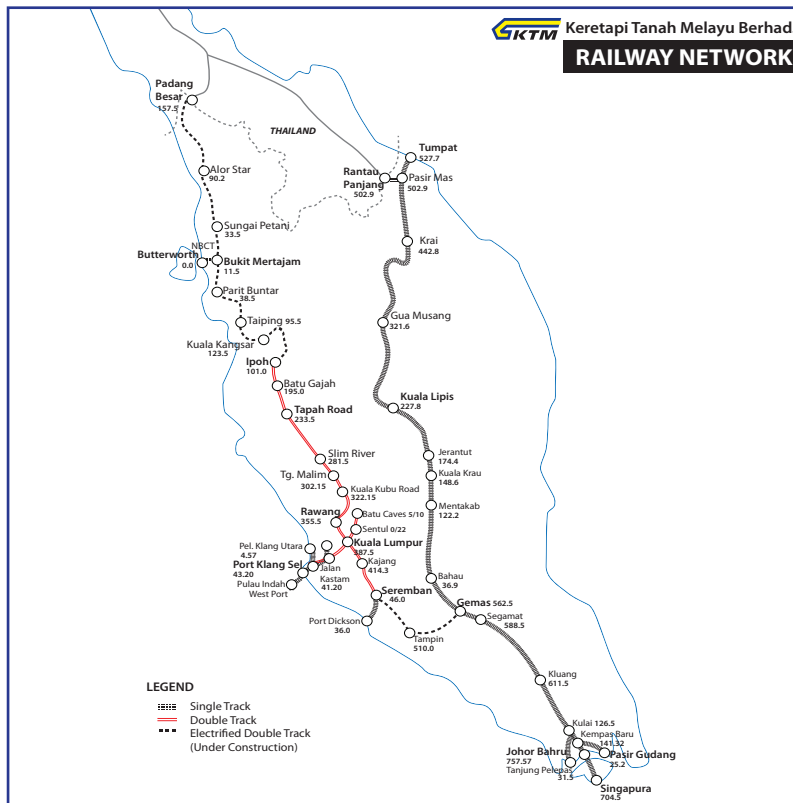 KTM
Keretapi Tanah Melayu Berhad
RAILWAY NETWORK
Padang
Besar
157.5
THAILAND
Tumpat
527.7
Rantau
Panjang
502.9
Pasir Mas
502.9
Alor Star
90.2
Sungai Petani
33.5
Krai
442.8
NBCT
Butterworth
0.0
Bukit Mertajam
11.5
Parit Buntar
38.5
Taiping 95.5
Gua Musang
321.6
Kuala Kangsar
123.5
Ipoh
101.0
Batu Gajah
195.0
Tapah Road
233.5
Kuala Lipis
227.8
Slim River
281.5
Jerantut
174.4
Tg. Malim
302.15
Kuala Krau
148.6
Kuala Kubu Road
322.15
Mentakab
122.2
Rawang
355.5
Batu Caves 5/10
Sentul 0/22
Kuala Lumpur
387.5
Pel. Klang Utara
4.57
Port Klang Sel
43.20
Jalan
Kastam
41.20
Kajang
414.3
Pulau Indah
West Port
Bahau
36.9
Seremban
46.0
Gemas 562.5
Segamat
588.5
Port Dickson
36.0
Tampin
510.0
Kluang
611.5
LEGEND
Single Track
Double Track
Electrified Double Track
(Under Construction)
Kulai 126.5
Kempas Baru
141.32
Johor Bahru
757.57
Pasir Gudang
25.2
Tanjung Pelepas
31.5
Singapura
704.5